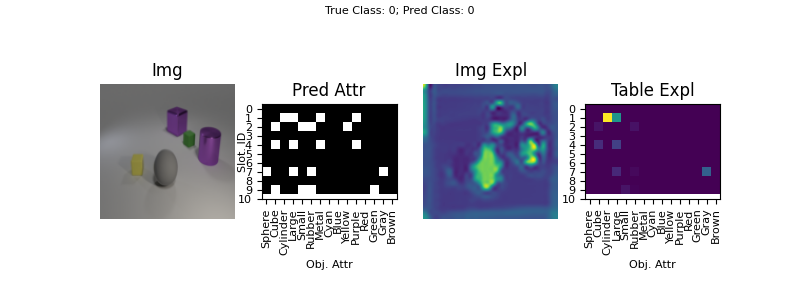 True Class: 0; Pred Class: 0
Img
Pred Attr
Img Expl
Table Expl
Slot. ID
0
1
2
3
4
5
6
7
8
9
10
Sphere
Cube
Cylinder
Large
Small
Rubber
Metal
Cyan
Blue
Yellow
Purple
Red
Green
Gray
Brown
Obj. Attr
0
1
2
3
4
5
6
7
8
9
10
Sphere
Cube
Cylinder
Large
Small
Rubber
Metal
Cyan
Blue
Yellow
Purple
Red
Green
Gray
Brown
Obj. Attr